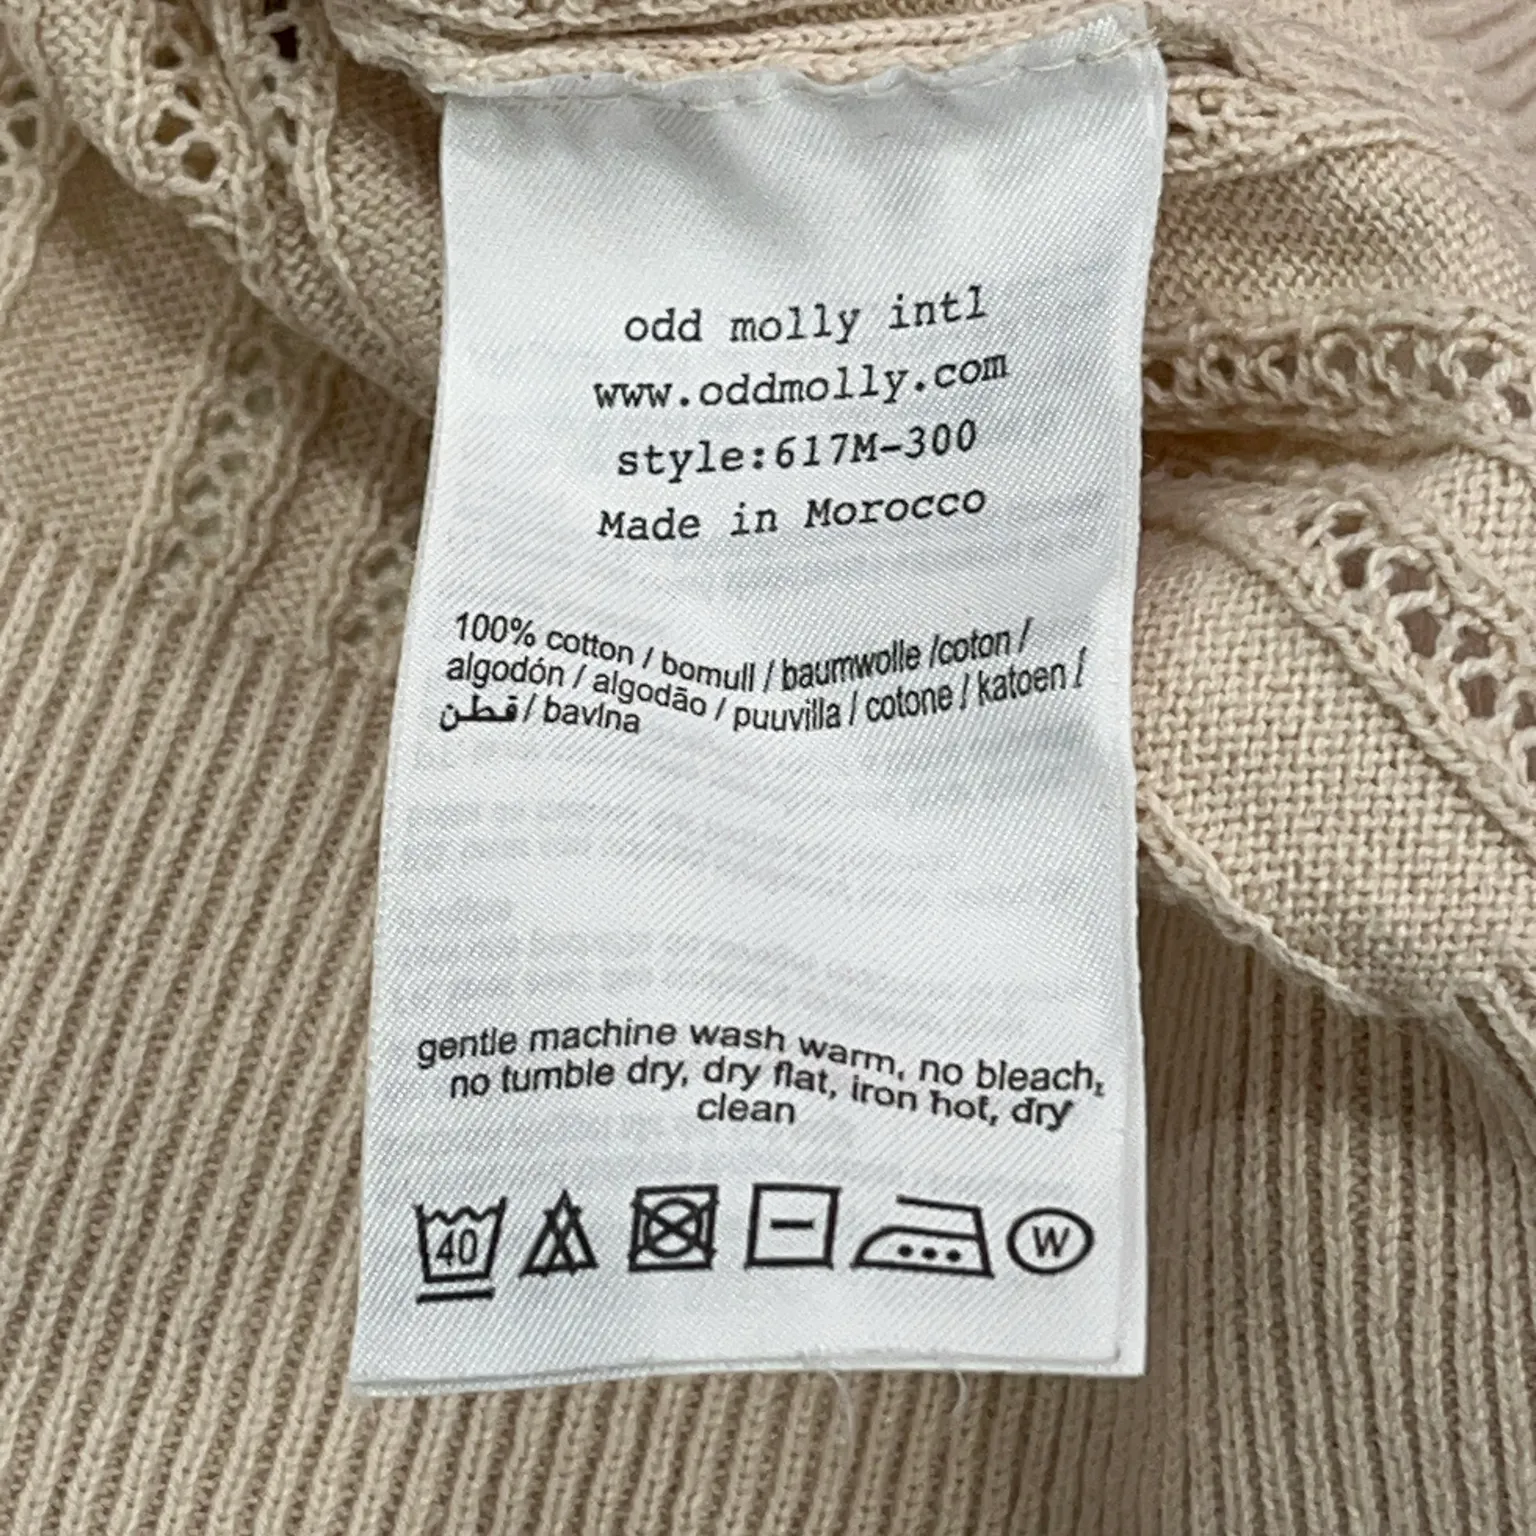 odd molly intl
www.oddmolly.com
style:617M-300
Made in Morocco
100% cotton / bomull / baumwolle /coton /
algodón / algodão / puuvilla / cotone / katoen /
قطن / bavlna
gentle machine wash warm, no bleach,
no tumble dry, dry flat, iron hot, dry
clean
40
W